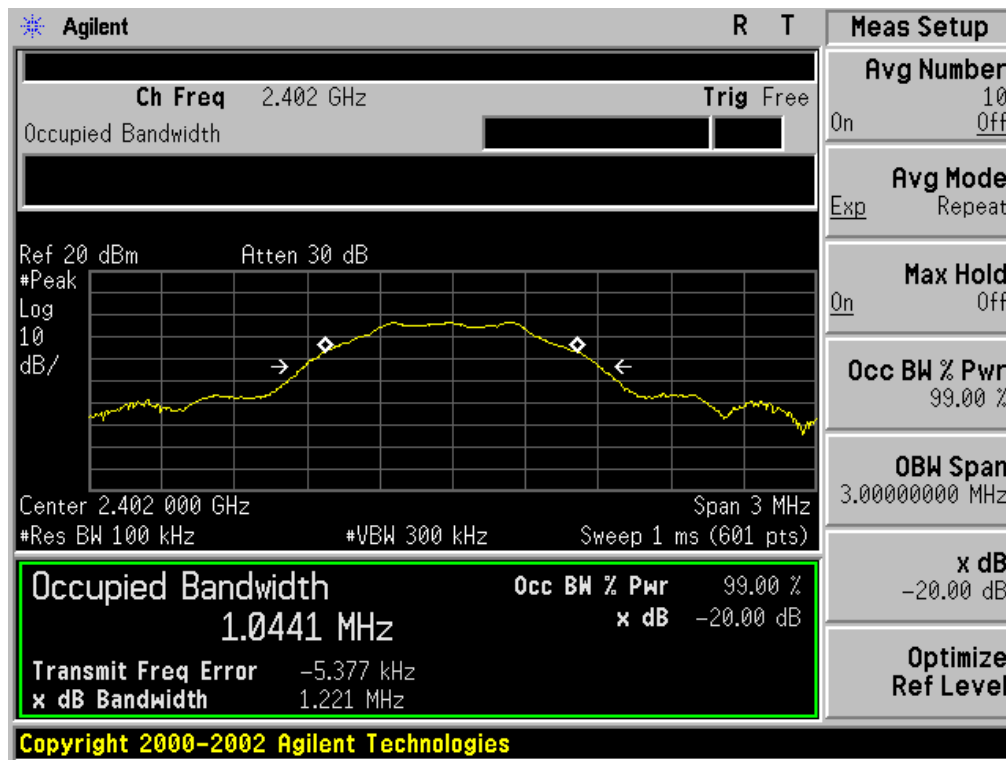 Agilent R T
Ch Freq 2.402 GHz Trig Free
Occupied Bandwidth
Ref 20 dBm Atten 30 dB
#Peak
Log
10
dB/
Center 2.402 000 GHz Span 3 MHz
#Res BW 100 kHz #VBW 300 kHz Sweep 1 ms (601 pts)
Occupied Bandwidth Occ BW % Pwr 99.00 %
1.0441 MHz x dB -20.00 dB
Transmit Freq Error -5.377 kHz
x dB Bandwidth 1.221 MHz
Copyright 2000-2002 Agilent Technologies
Meas Setup
Avg Number
10
On Off
Avg Mode
Exp Repeat
Max Hold
On Off
Occ BW % Pwr
99.00 %
OBW Span
3.00000000 MHz
x dB
-20.00 dB
Optimize
Ref Level